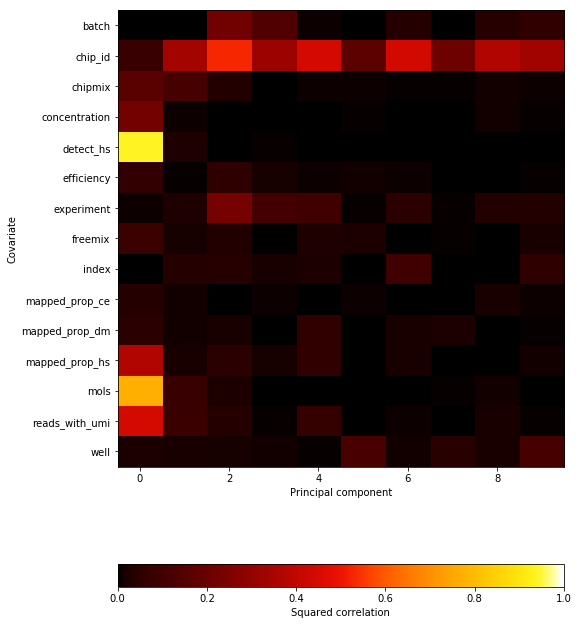 batch
chip_id
chipmix
concentration
detect_hs
efficiency
experiment
freemix
index
mapped_prop_ce
mapped_prop_dm
mapped_prop_hs
mols
reads_with_umi
well
Covariate
0 2 4 6 8
Principal component
0.0 0.2 0.4 0.6 0.8 1.0
Squared correlation